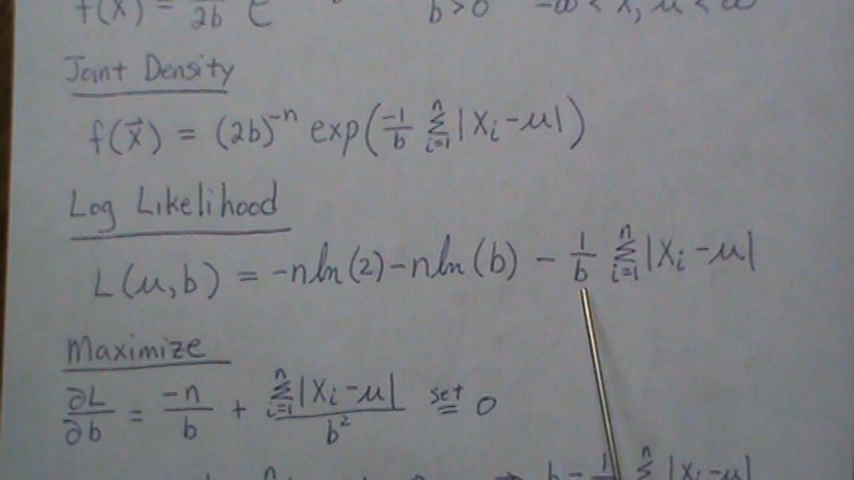 f(x) = 1/2b e b>0 -∞ < x, μ < ∞
Joint Density
f(x⃗) = (2b)^-n exp(-1/b Σ_{i=1}^n |x_i-μ|)
Log Likelihood
L(μ,b) = -n ln(2) - n ln(b) - 1/b Σ_{i=1}^n |x_i-μ|
Maximize
∂L/∂b = -n/b + Σ_{i=1}^n |x_i-μ| / b² set = 0
⇒ b = 1/ Σ^n |x_i-μ|